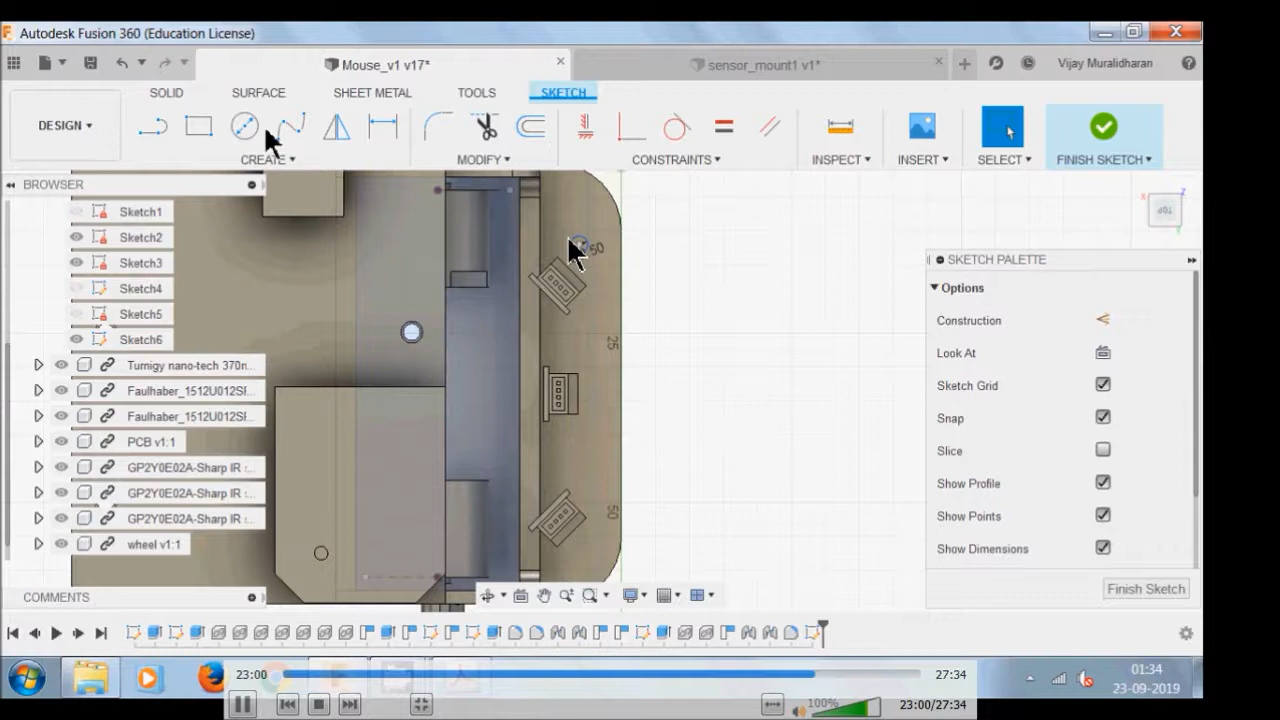 Autodesk Fusion 360 (Education License)
Mouse_v1 v17*
sensor_mount1 v1*
Vijay Muralidharan
DESIGN
SOLID
SURFACE
SHEET METAL
TOOLS
SKETCH
CREATE
MODIFY
CONSTRAINTS
INSPECT
INSERT
SELECT
FINISH SKETCH
BROWSER
Sketch1
Sketch2
Sketch3
Sketch4
Sketch5
Sketch6
Turnigy nano-tech 370n...
Faulhaber_1512U012SI...
Faulhaber_1512U012SI...
PCB v1:1
GP2Y0E02A-Sharp IR :...
GP2Y0E02A-Sharp IR :...
GP2Y0E02A-Sharp IR :...
wheel v1:1
COMMENTS
50
25
50
TOP
X
Z
Y
SKETCH PALETTE
Options
Construction
Look At
Sketch Grid
Snap
Slice
Show Profile
Show Points
Show Dimensions
Finish Sketch
23:00
27:34
100%
23:00/27:34
01:34
23-09-2019